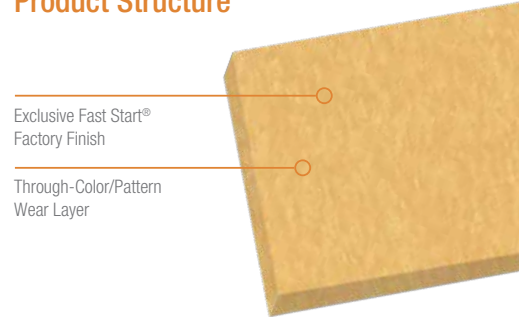 Product Structure
Exclusive Fast Start®
Factory Finish
Through-Color/Pattern
Wear Layer